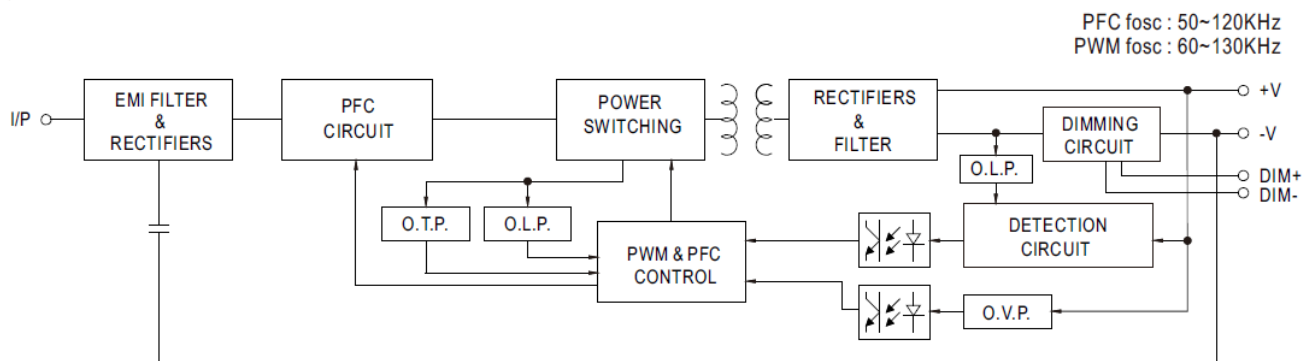 PFC fosc : 50~120KHz
PWM fosc : 60~130KHz
I/P
EMI FILTER
&
RECTIFIERS
PFC
CIRCUIT
POWER
SWITCHING
RECTIFIERS
&
FILTER
DIMMING
CIRCUIT
+V
-V
DIM+
DIM-
O.L.P.
O.T.P.
O.L.P.
PWM & PFC
CONTROL
DETECTION
CIRCUIT
O.V.P.